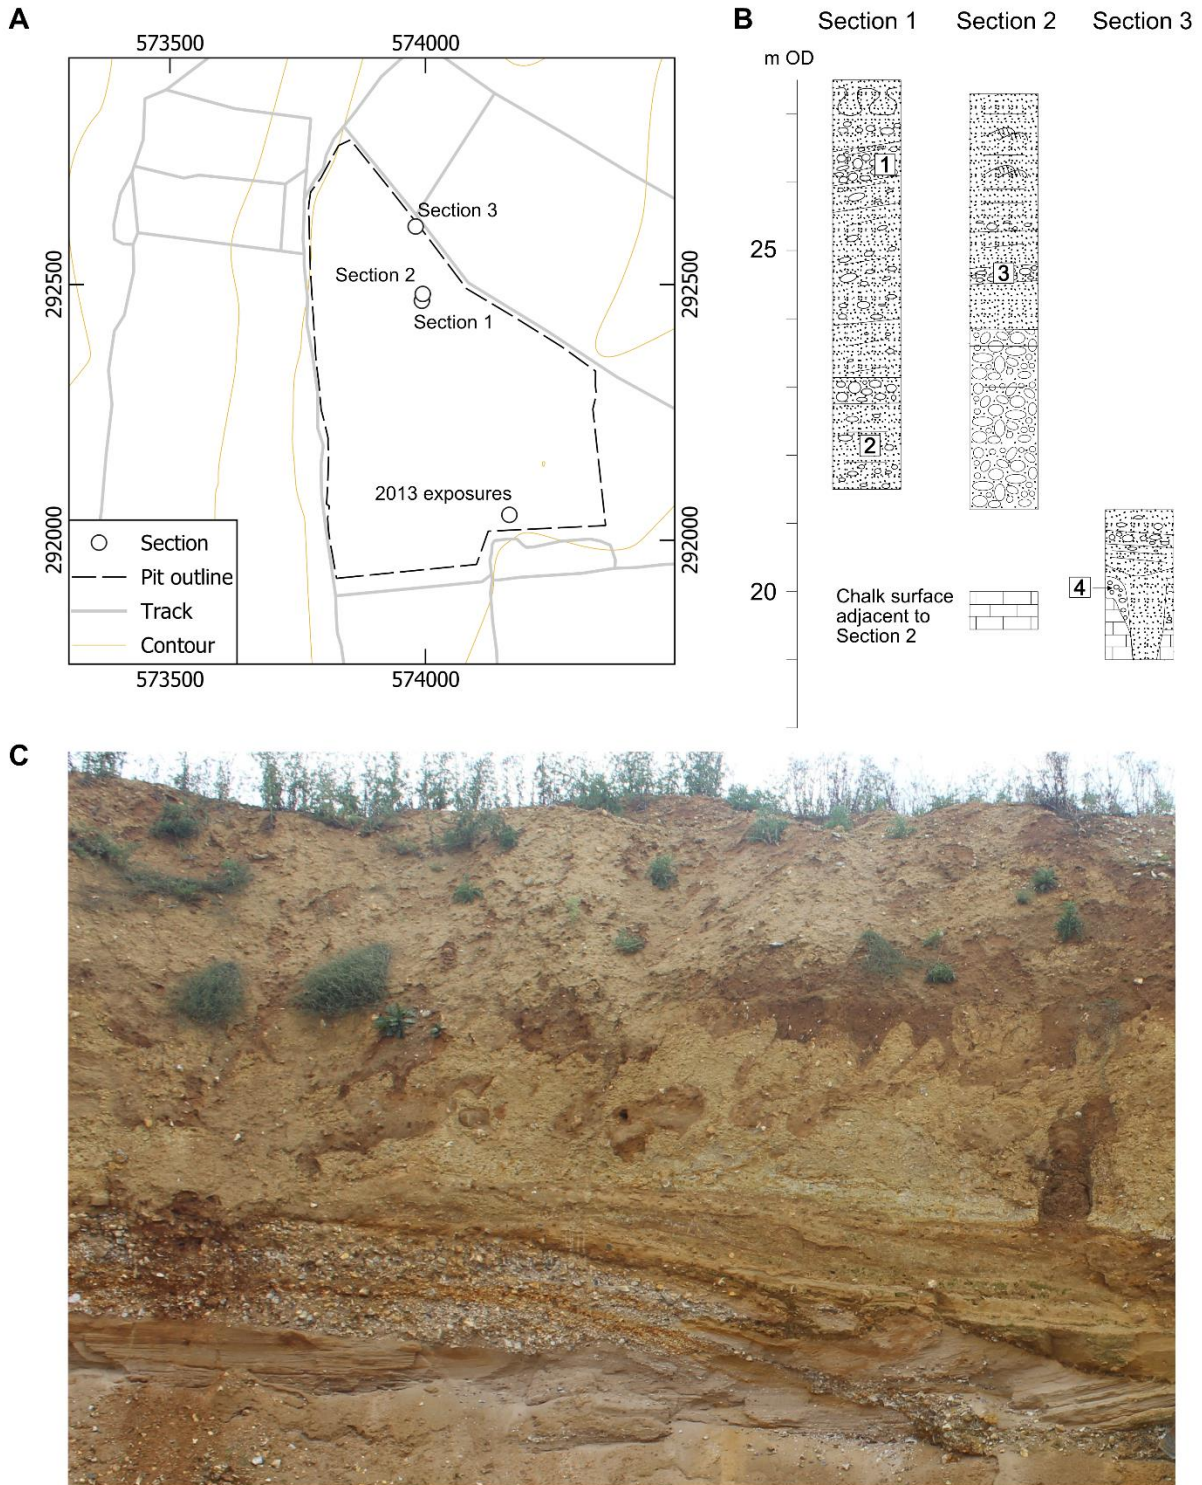 A
573500
574000
Section 3
Section 2
Section 1
292500
292500
2013 exposures
292000
292000
Section
Pit outline
Track
Contour
573500
574000
B
Section 1
Section 2
Section 3
m OD
1
25
3
2
20
Chalk surface
adjacent to
Section 2
4
C